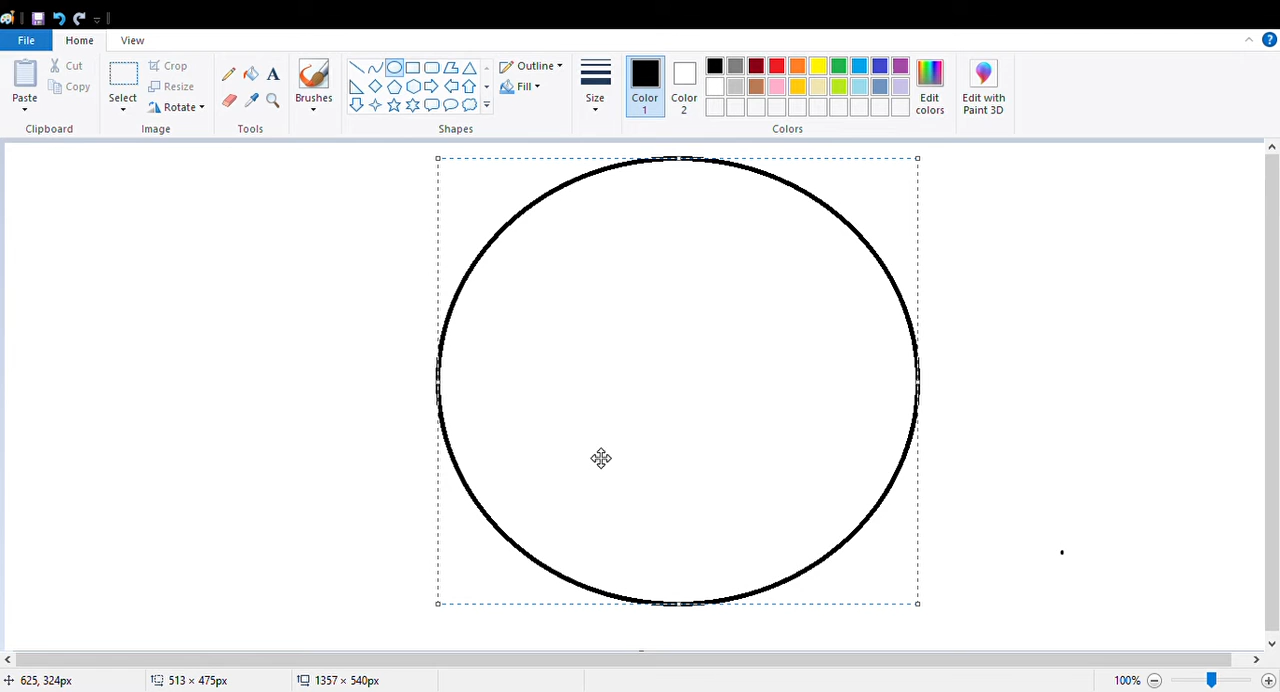 File Home View
Paste Cut Copy Clipboard
Select Crop Resize Rotate Image
Tools
Brushes
Shapes Outline Fill
Size
Color 1 Color 2 Edit colors Colors
Edit with Paint 3D
625, 324px 513 × 475px 1357 × 540px 100%